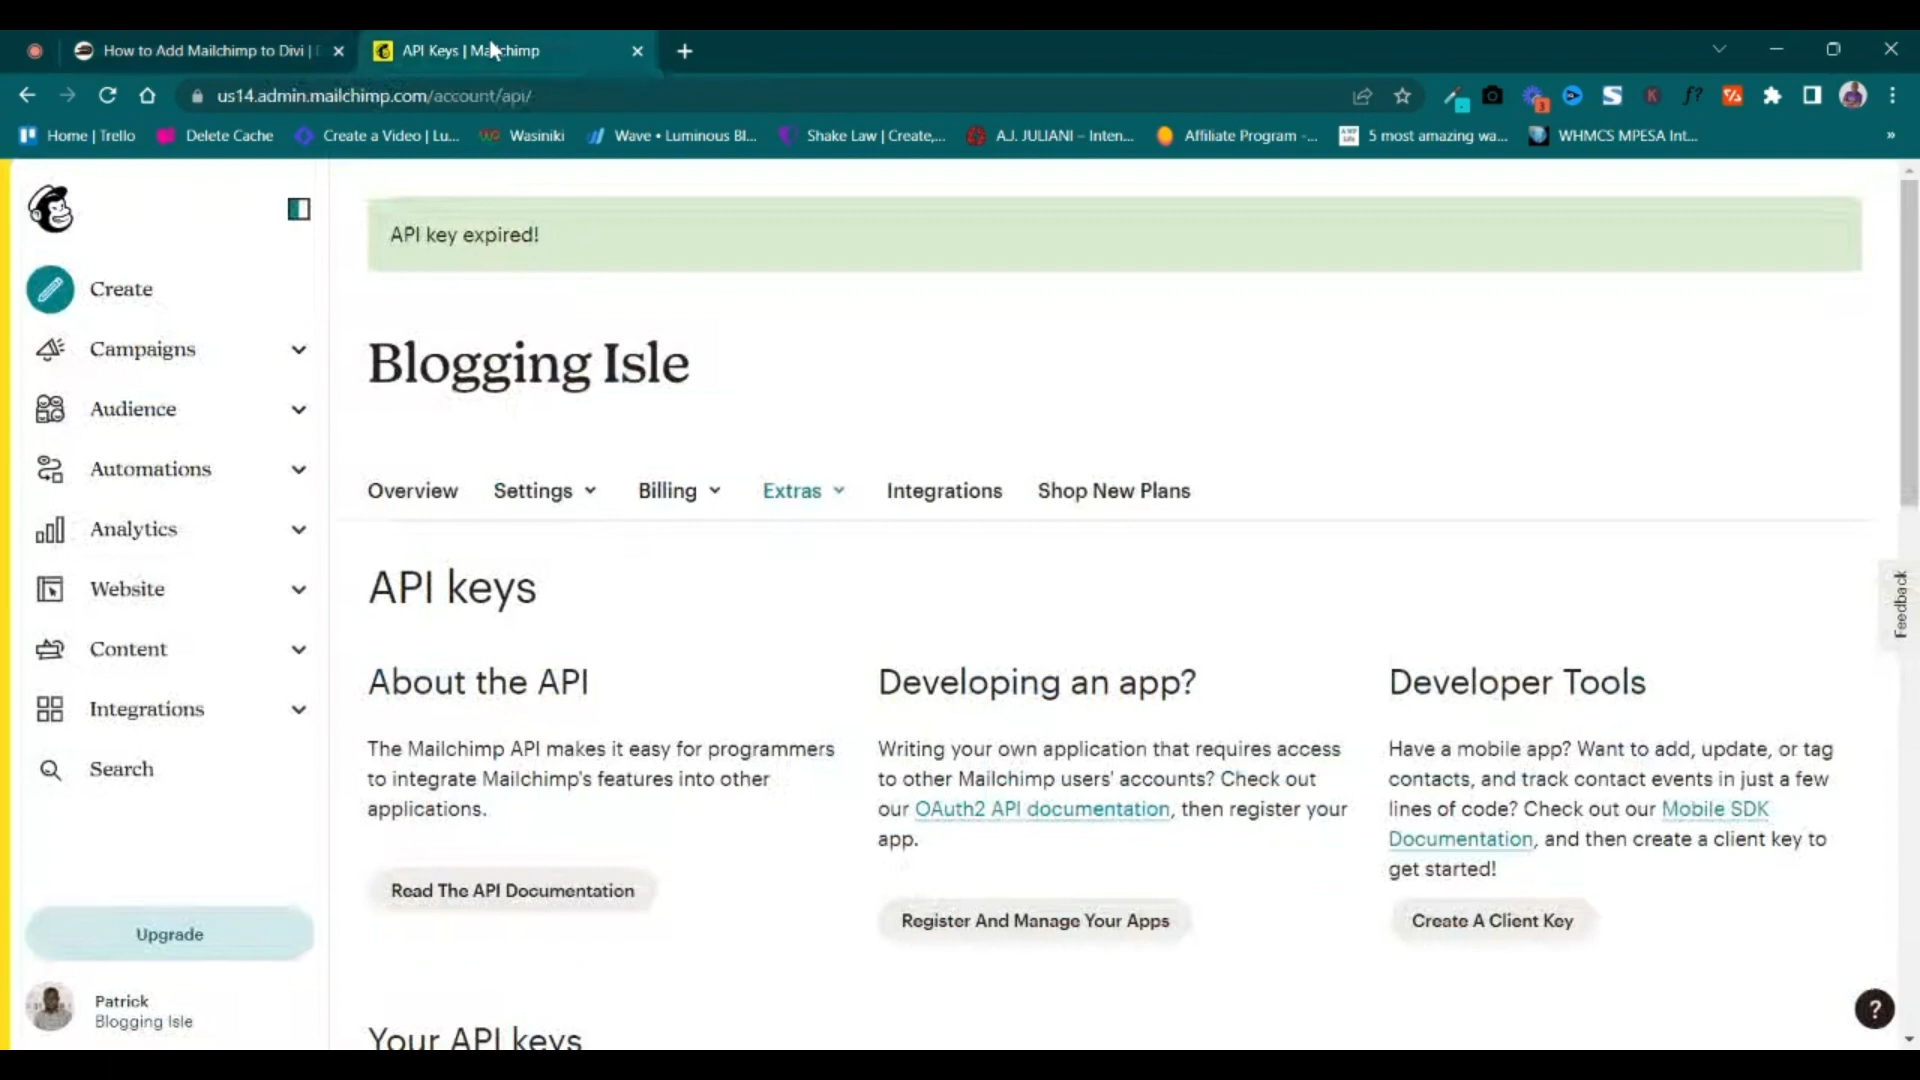 How to Add Mailchimp to Divi |
API Keys | Mailchimp
us14.admin.mailchimp.com/account/api/
3
f?
Home | Trello
Delete Cache
Create a Video | Lu...
Wasiniki
Wave • Luminous Bl...
Shake Law | Create,...
A.J. JULIANI – Inten...
Affiliate Program -...
5 most amazing wa...
WHMCS MPESA Int...
»
API key expired!
Create
Campaigns
Audience
Automations
Analytics
Website
Content
Integrations
Search
Upgrade
Patrick
Blogging Isle
Blogging Isle
Overview
Settings
Billing
Extras
Integrations
Shop New Plans
API keys
About the API
The Mailchimp API makes it easy for programmers
to integrate Mailchimp's features into other
applications.
Read The API Documentation
Developing an app?
Writing your own application that requires access
to other Mailchimp users' accounts? Check out
our OAuth2 API documentation, then register your
app.
Register And Manage Your Apps
Developer Tools
Have a mobile app? Want to add, update, or tag
contacts, and track contact events in just a few
lines of code? Check out our Mobile SDK
Documentation, and then create a client key to
get started!
Create A Client Key
Your API keys
Feedback
?